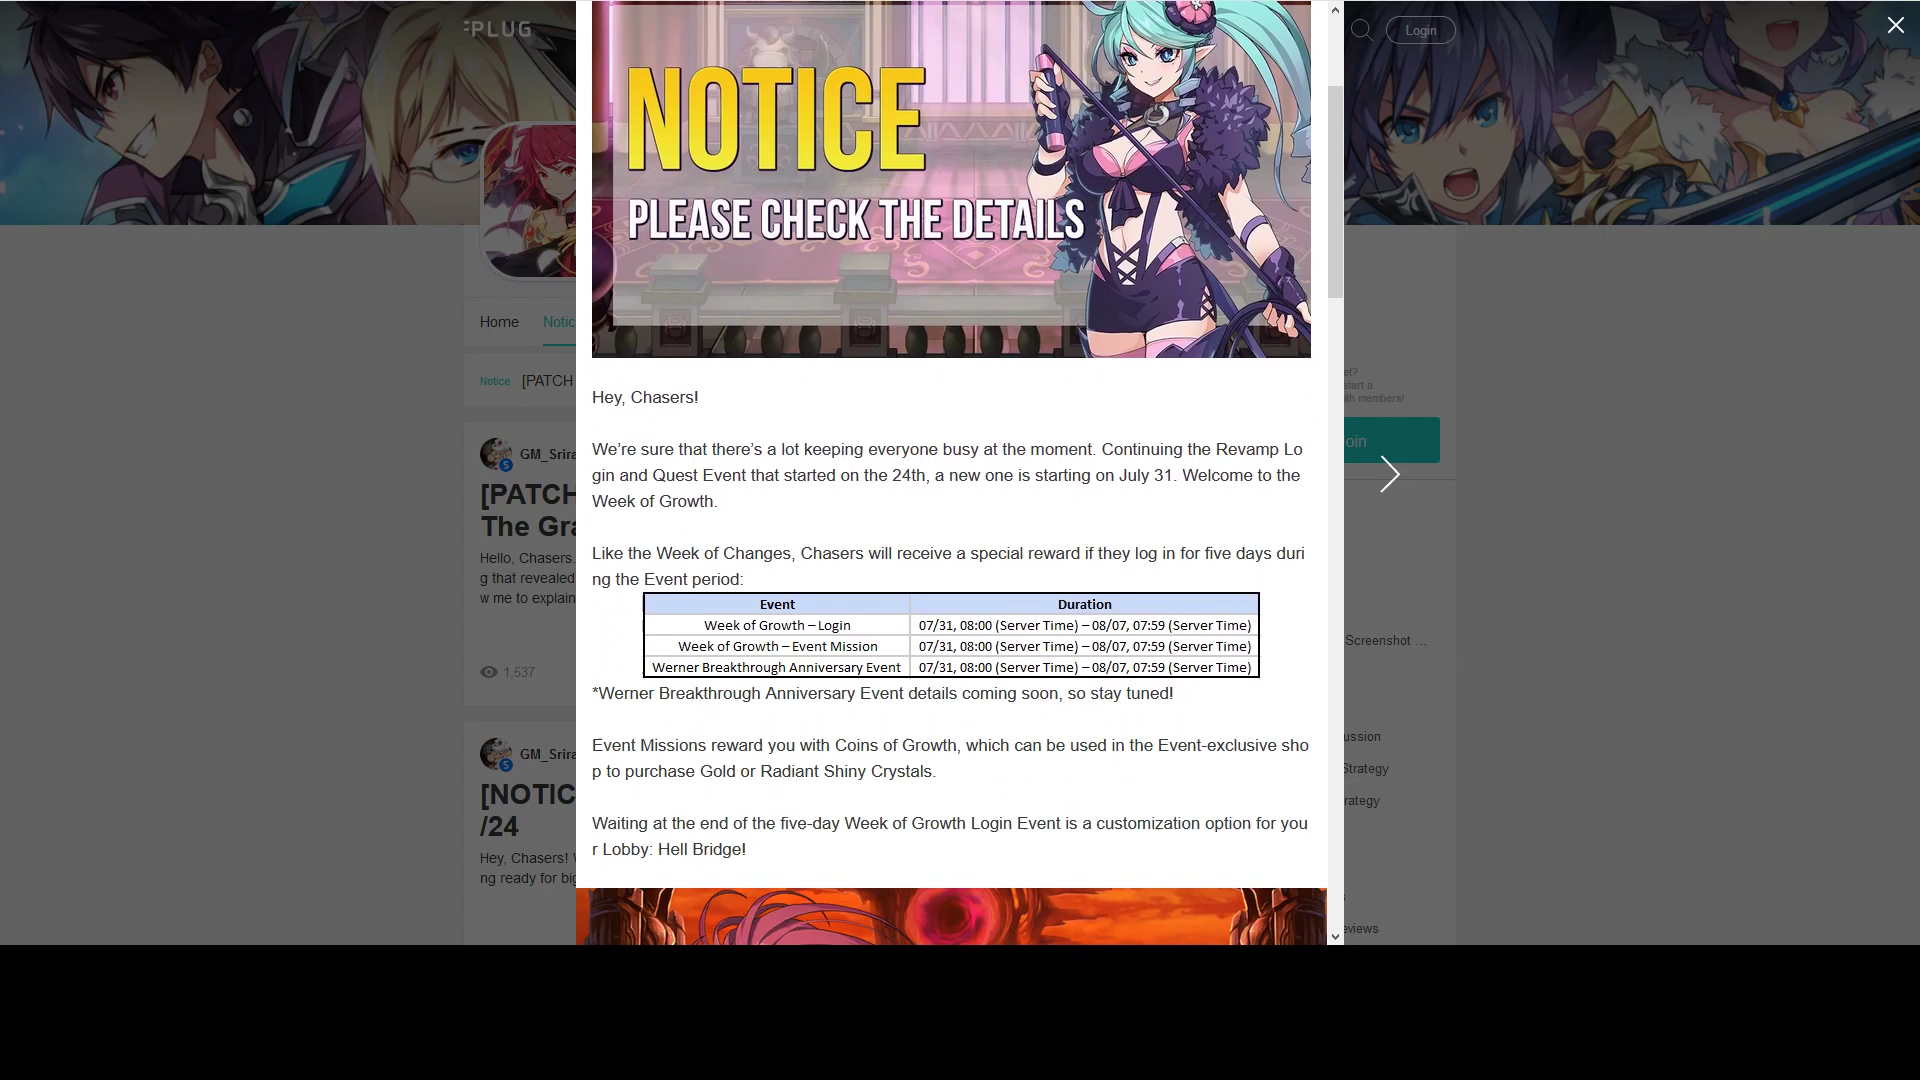 PLUG
Login
NOTICE
PLEASE CHECK THE DETAILS
Home
Notic
Notice [PATCH
et?
start a
ith members!
oin
GM_Srira
[PATCH
The Gra
Hello, Chasers.
g that revealed
w me to explain
1,537
Hey, Chasers!
We’re sure that there’s a lot keeping everyone busy at the moment. Continuing the Revamp Lo
gin and Quest Event that started on the 24th, a new one is starting on July 31. Welcome to the
Week of Growth.
Like the Week of Changes, Chasers will receive a special reward if they log in for five days duri
ng the Event period:
Event Duration
Week of Growth – Login 07/31, 08:00 (Server Time) – 08/07, 07:59 (Server Time)
Week of Growth – Event Mission 07/31, 08:00 (Server Time) – 08/07, 07:59 (Server Time)
Werner Breakthrough Anniversary Event 07/31, 08:00 (Server Time) – 08/07, 07:59 (Server Time)
*Werner Breakthrough Anniversary Event details coming soon, so stay tuned!
Event Missions reward you with Coins of Growth, which can be used in the Event-exclusive sho
p to purchase Gold or Radiant Shiny Crystals.
Waiting at the end of the five-day Week of Growth Login Event is a customization option for you
r Lobby: Hell Bridge!
GM_Srira
[NOTIC
/24
Hey, Chasers!
ng ready for big
Screenshot ...
ussion
Strategy
rategy
s
eviews